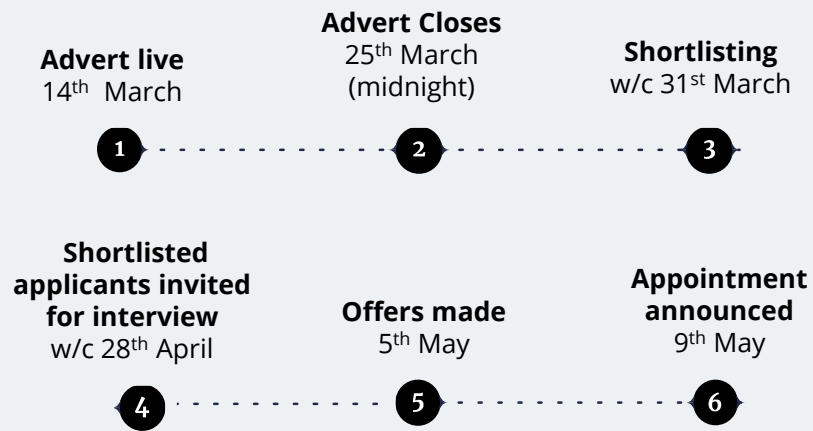 Advert live
14th March
1
Advert Closes
25th March
(midnight)
2
Shortlisting
w/c 31st March
3
Shortlisted
applicants invited
for interview
w/c 28th April
4
Offers made
5th May
5
Appointment
announced
9th May
6